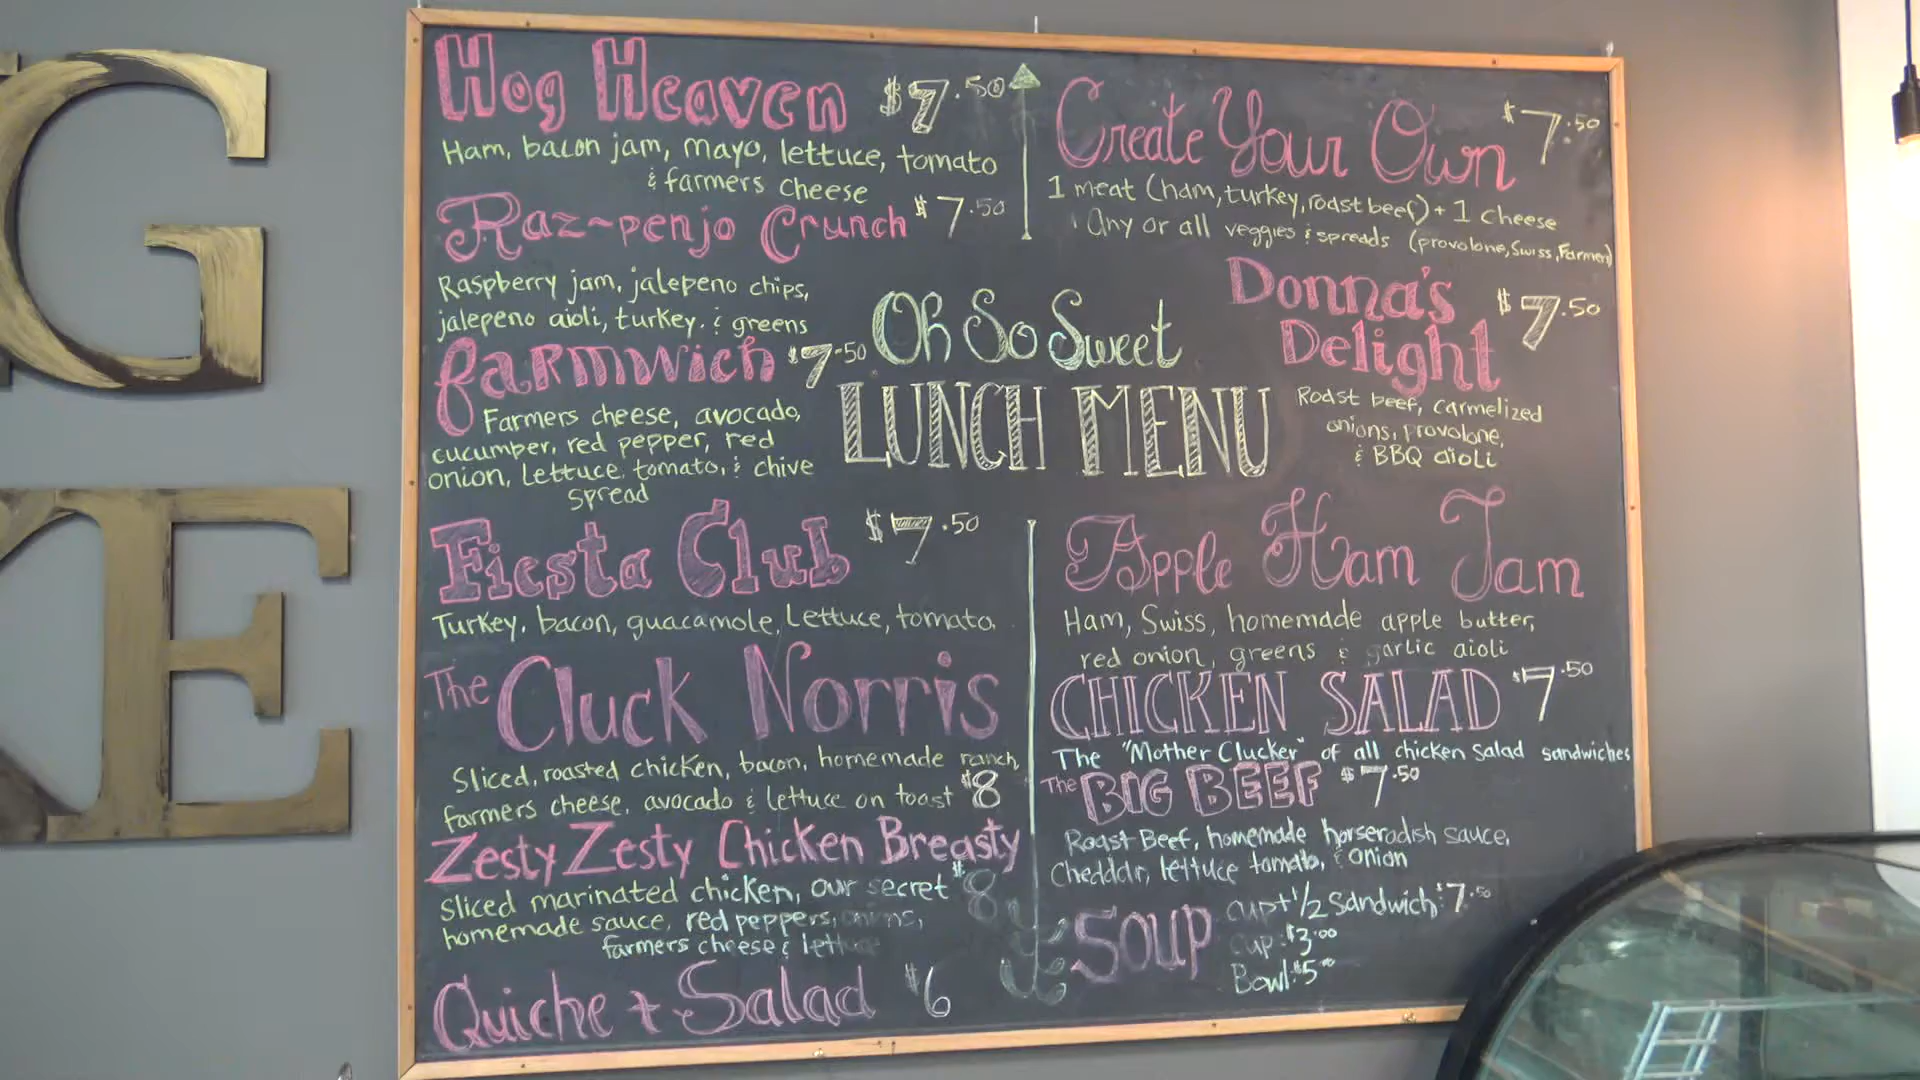 G
KE
Hog Heaven $7.50
Ham, bacon jam, mayo, lettuce, tomato
& farmers cheese
Raz~penjo Crunch $7.50
Raspberry jam, jalepeno chips,
jalepeno aioli, turkey, & greens
Farmwich $7.50
Farmers cheese, avocado,
cucumper, red pepper, red
onion, Lettuce, tomato, & chive
spread
Oh So Sweet
LUNCH MENU
Fiesta Club $7.50
Turkey, bacon, guacamole, Lettuce, tomato
The Cluck Norris
Sliced, roasted chicken, bacon, homemade ranch,
farmers cheese, avocado & lettuce on toast $8
Zesty Zesty Chicken Breasty
Sliced marinated chicken, our secret $8
homemade sauce, red peppers, onions,
farmers cheese & lettuce
Quiche + Salad $6
Create Your Own $7.50
1 meat (ham, turkey, roast beef) + 1 cheese
Any or all veggies & spreads (provolone, Swiss, Farmers)
Donna's
Delight $7.50
Roast beef, carmelized
onions, provolone,
& BBQ aioli
Apple Ham Jam
Ham, Swiss, homemade apple butter,
red onion, greens & garlic aioli
CHICKEN SALAD $7.50
The "Mother Clucker" of all chicken Salad sandwiches
The BIG BEEF $7.50
Roast Beef, homemade horseradish sauce,
Cheddar, lettuce tomato, & onion
SOUP
cup + 1/2 Sandwich: $7.50
cup: $3.00
Bowl: $5.00